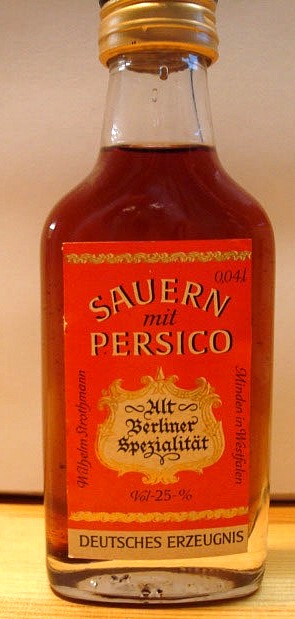 0,04 l
SAUERN
mit
PERSICO
Wilhelm Strothmann
Minden in Westfalen
Alt
Berliner
Spezialität
Vol-25-%
DEUTSCHES ERZEUGNIS